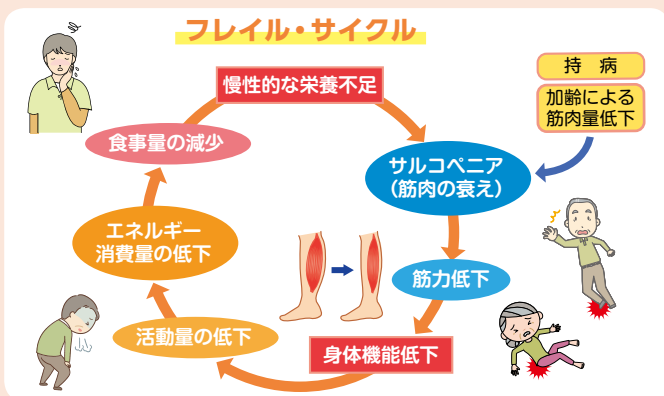 フレイル・サイクル
慢性的な栄養不足
持 病
加齢による
筋肉量低下
サルコペニア
（筋肉の衰え）
筋力低下
身体機能低下
活動量の低下
エネルギー
消費量の低下
食事量の減少